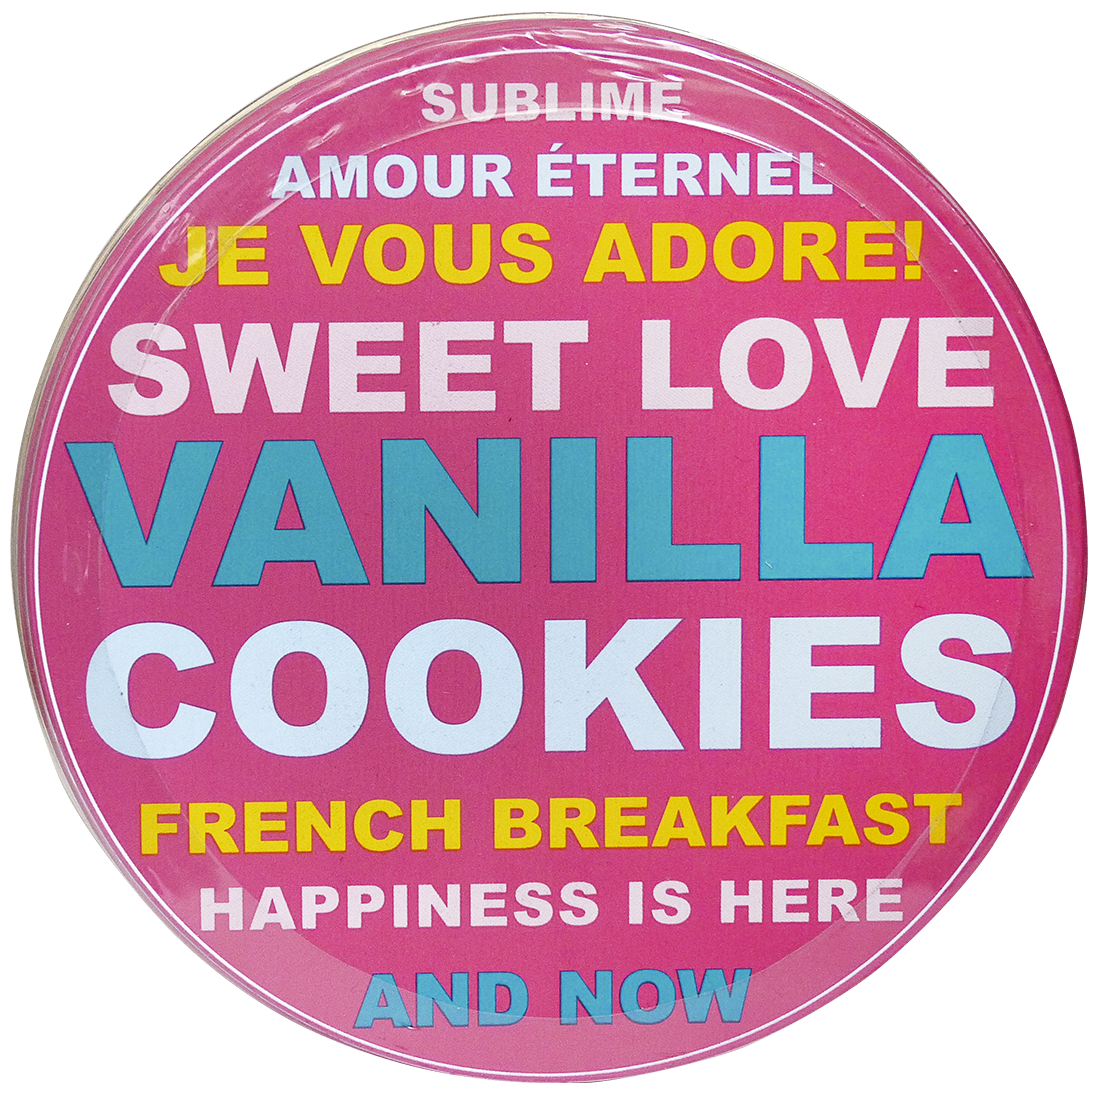 SUBLIME
AMOUR ÉTERNEL
JE VOUS ADORE!
SWEET LOVE
VANILLA
COOKIES
FRENCH BREAKFAST
HAPPINESS IS HERE
AND NOW